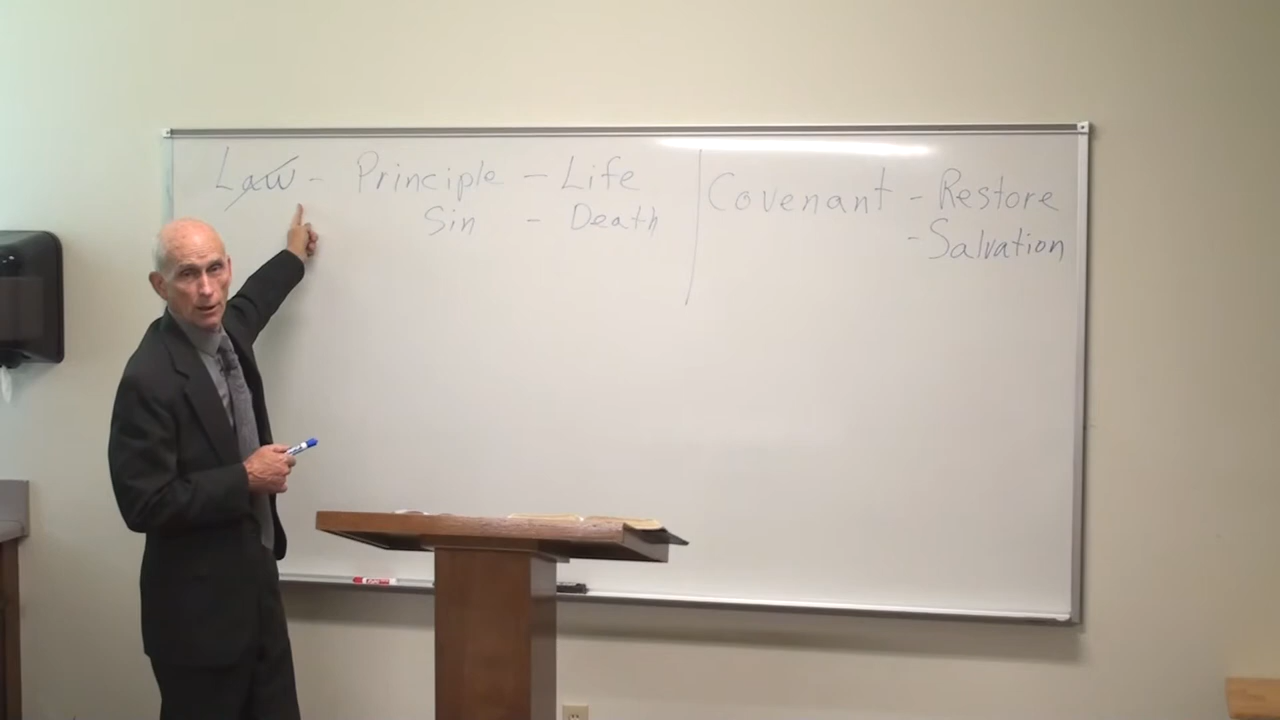 Law - Principle - Life
Sin - Death
Covenant - Restore
- Salvation